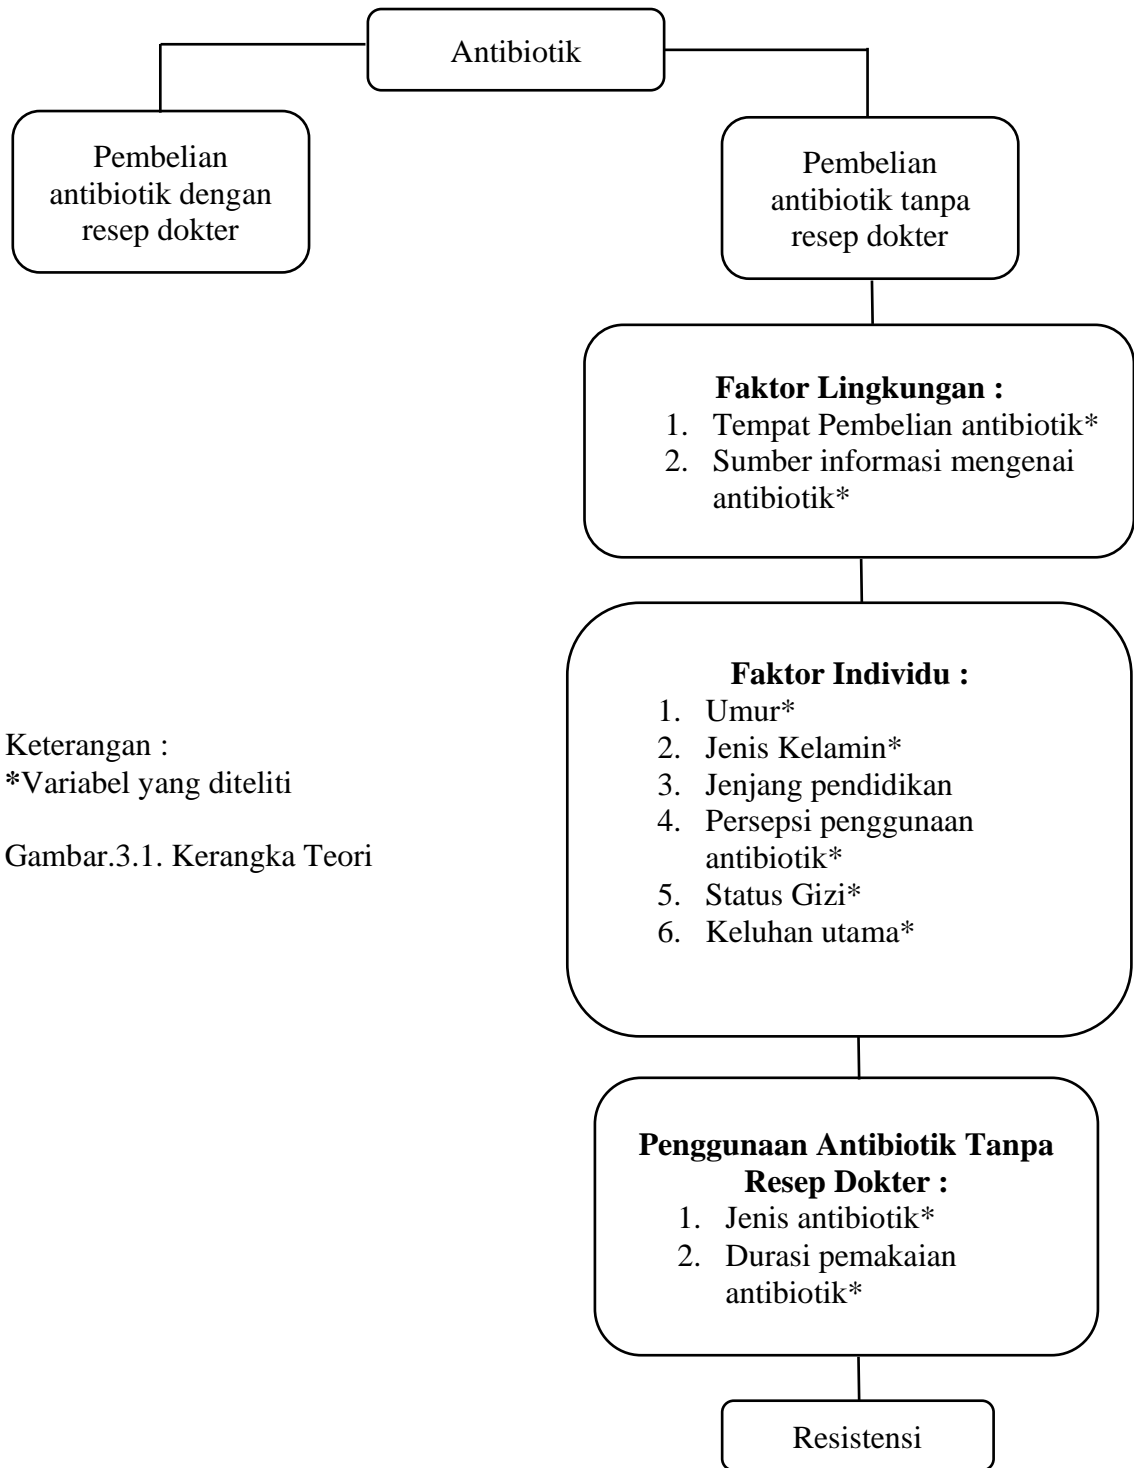 Antibiotik
Pembelian
antibiotik dengan
resep dokter
Pembelian
antibiotik tanpa
resep dokter
Faktor Lingkungan :
1. Tempat Pembelian antibiotik*
2. Sumber informasi mengenai
antibiotik*
Faktor Individu :
1. Umur*
2. Jenis Kelamin*
3. Jenjang pendidikan
4. Persepsi penggunaan
antibiotik*
5. Status Gizi*
6. Keluhan utama*
Keterangan :
*Variabel yang diteliti
Gambar.3.1. Kerangka Teori
Penggunaan Antibiotik Tanpa
Resep Dokter :
1. Jenis antibiotik*
2. Durasi pemakaian
antibiotik*
Resistensi